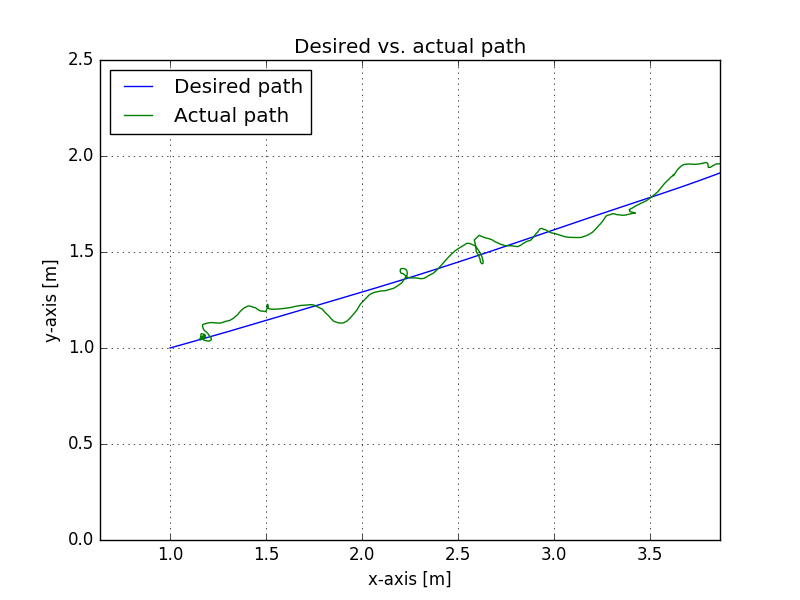 Desired vs. actual path
Desired path
Actual path
2.5
2.0
1.5
1.0
0.5
0.0
y-axis [m]
1.0 1.5 2.0 2.5 3.0 3.5
x-axis [m]